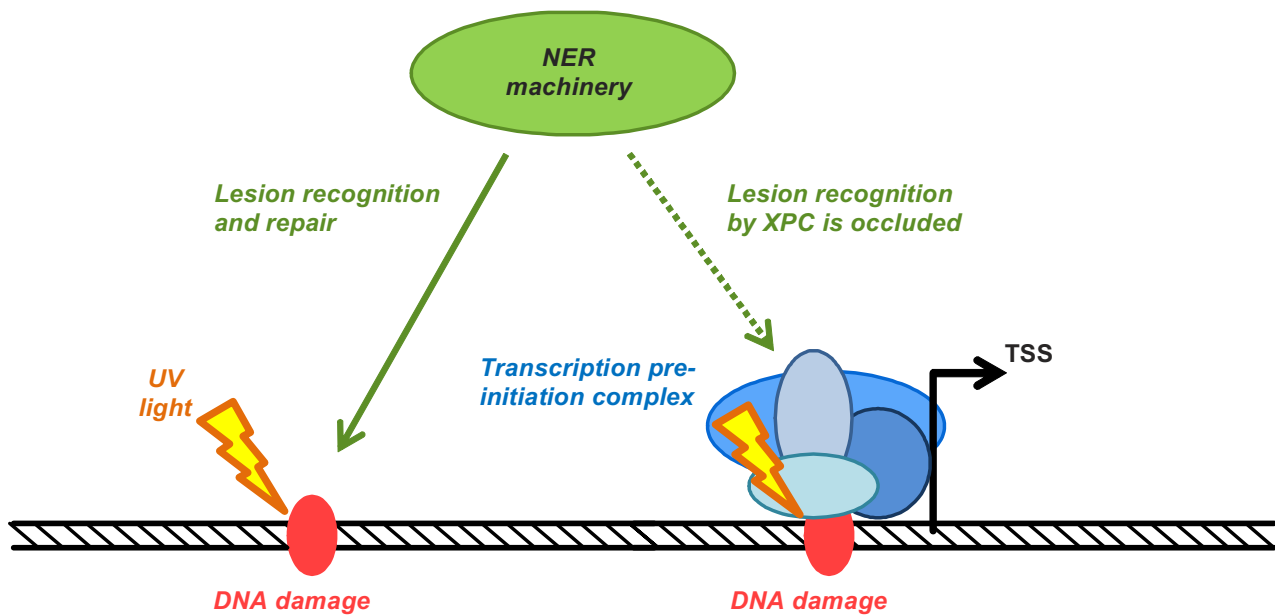 NER
machinery
Lesion recognition
and repair
Lesion recognition
by XPC is occluded
UV
light
Transcription pre-
initiation complex
TSS
DNA damage
DNA damage